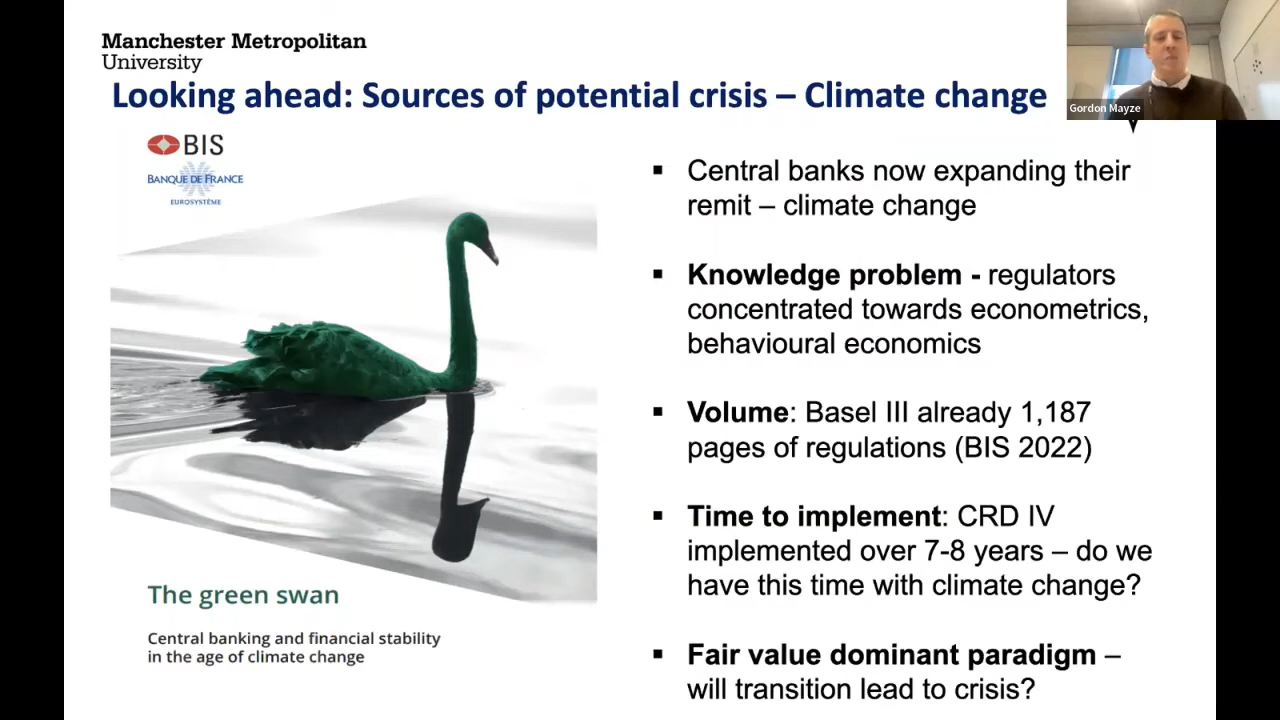 Manchester Metropolitan
University
Looking ahead: Sources of potential crisis – Climate change
Gordon Mayze
BIS
BANQUE DE FRANCE
EUROSYSTÈME
The green swan
Central banking and financial stability
in the age of climate change
▪ Central banks now expanding their
remit – climate change
▪ Knowledge problem - regulators
concentrated towards econometrics,
behavioural economics
▪ Volume: Basel III already 1,187
pages of regulations (BIS 2022)
▪ Time to implement: CRD IV
implemented over 7-8 years – do we
have this time with climate change?
▪ Fair value dominant paradigm –
will transition lead to crisis?